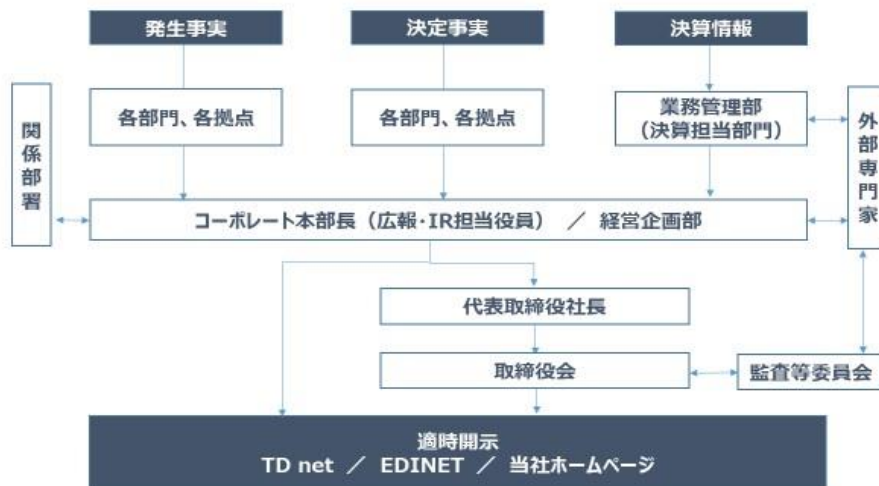 発生事実
決定事実
決算情報
各部門、各拠点
各部門、各拠点
業務管理部
（決算担当部門）
関係部署
外部専門家
コーポレート本部長（広報・IR担当役員） ／ 経営企画部
代表取締役社長
取締役会
監査等委員会
適時開示
TD net ／ EDINET ／ 当社ホームページ